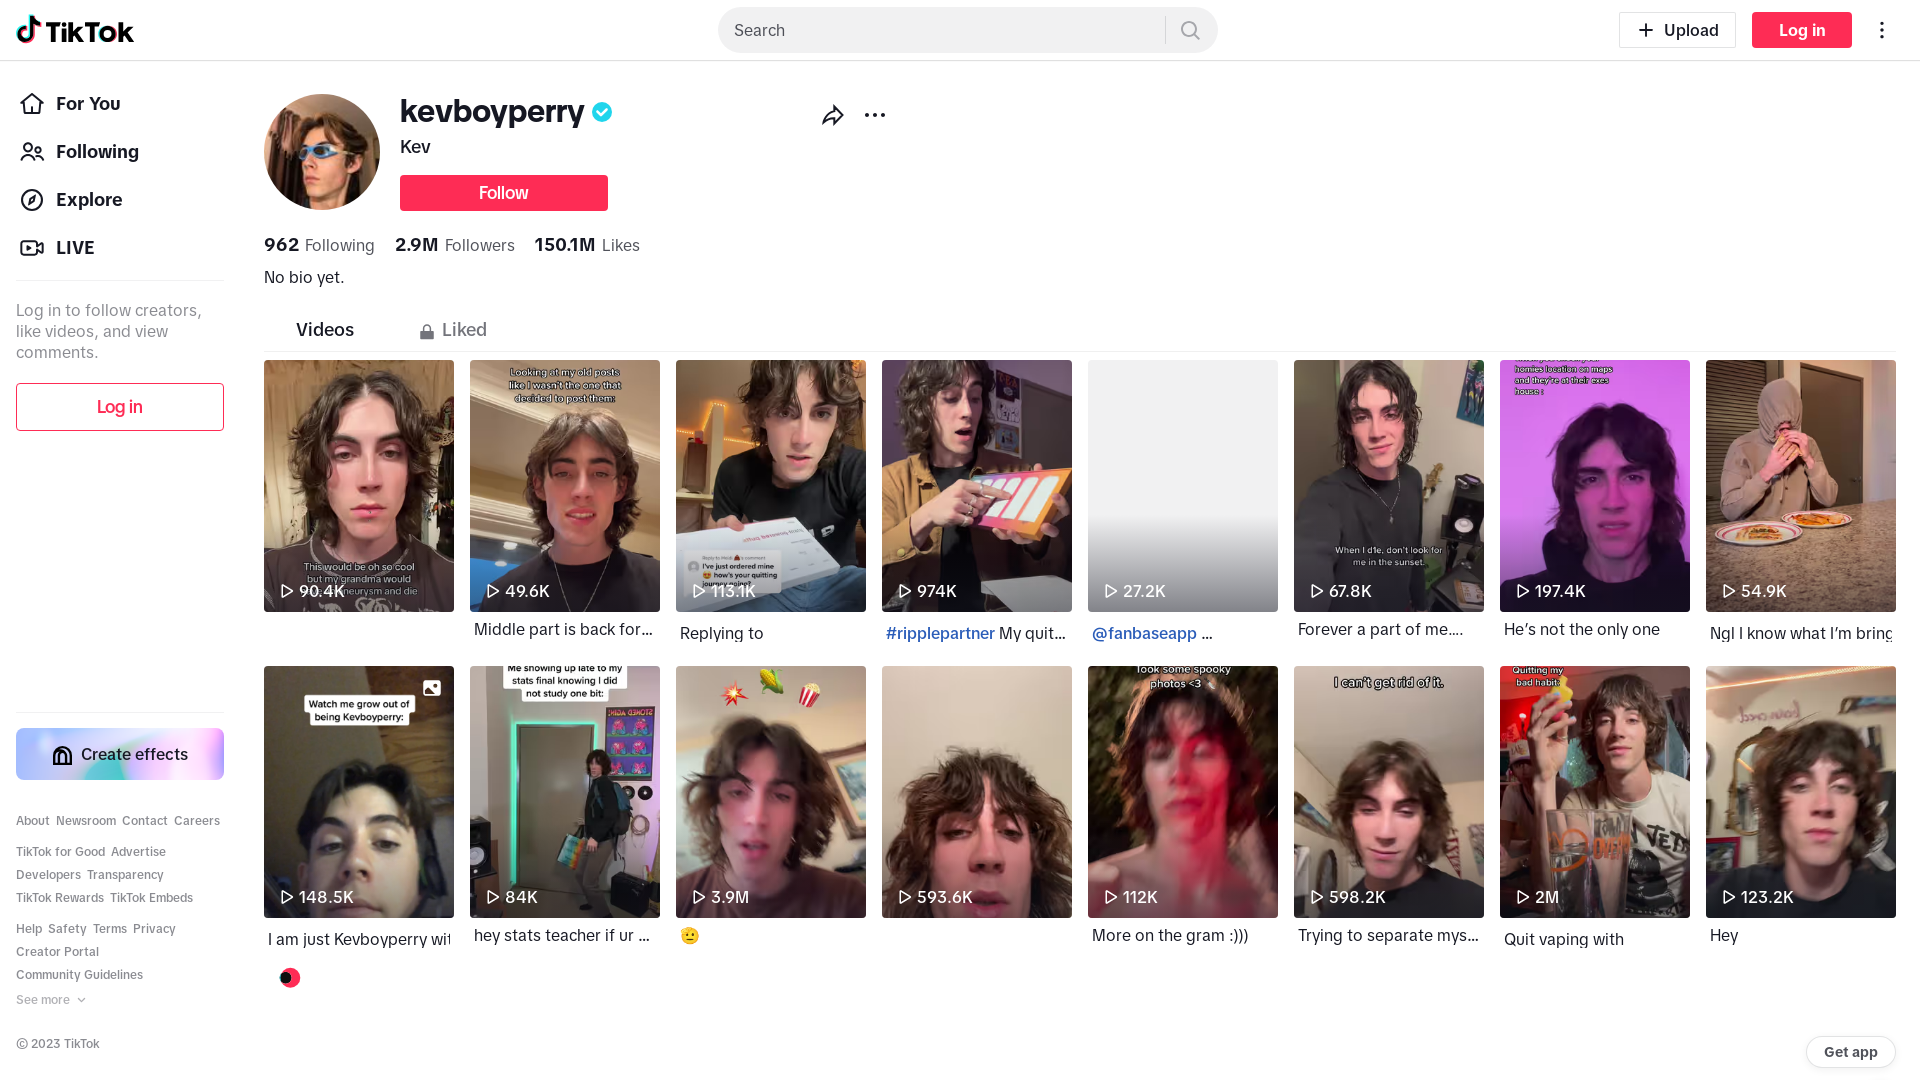 TikTok
Search
Upload
Log in
For You
Following
Explore
LIVE
Log in to follow creators,
like videos, and view
comments.
Log in
Create effects
About Newsroom Contact Careers
TikTok for Good Advertise
Developers Transparency
TikTok Rewards TikTok Embeds
Help Safety Terms Privacy
Creator Portal
Community Guidelines
See more
© 2023 TikTok
kevboyperry
Kev
Follow
962 Following 2.9M Followers 150.1M Likes
No bio yet.
Videos
Liked
This would be oh so cool
but my grandma would
aneurysm and die
90.4K
Looking at my old posts
like I wasn't the one that
decided to post them:
49.6K
Middle part is back for...
I've just ordered mine
how's your quitting
journey going?
113.1K
Replying to
974K
#ripplepartner My quit...
27.2K
@fanbaseapp ...
When I d1e, don't look for
me in the sunset.
67.8K
Forever a part of me....
homies location on maps
and they're at their exes
house :
197.4K
He's not the only one
54.9K
Ngl I know what I'm bring
Watch me grow out of
being Kevboyperry:
148.5K
I am just Kevboyperry wit
Me showing up late to my
stats final knowing I did
not study one bit:
84K
hey stats teacher if ur ...
3.9M
🫡
593.6K
Took some spooky
photos <3
112K
More on the gram :)))
I can't get rid of it.
598.2K
Trying to separate mys...
Quitting my
bad habit:
2M
Quit vaping with
123.2K
Hey
Get app